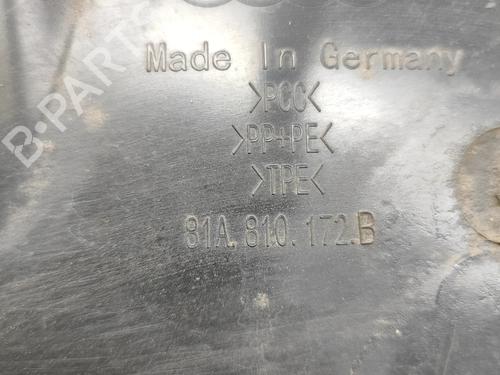 Made In Germany
>PCC<
>PP+PE<
>TPE<
81A.810.172.B
B-PARTS